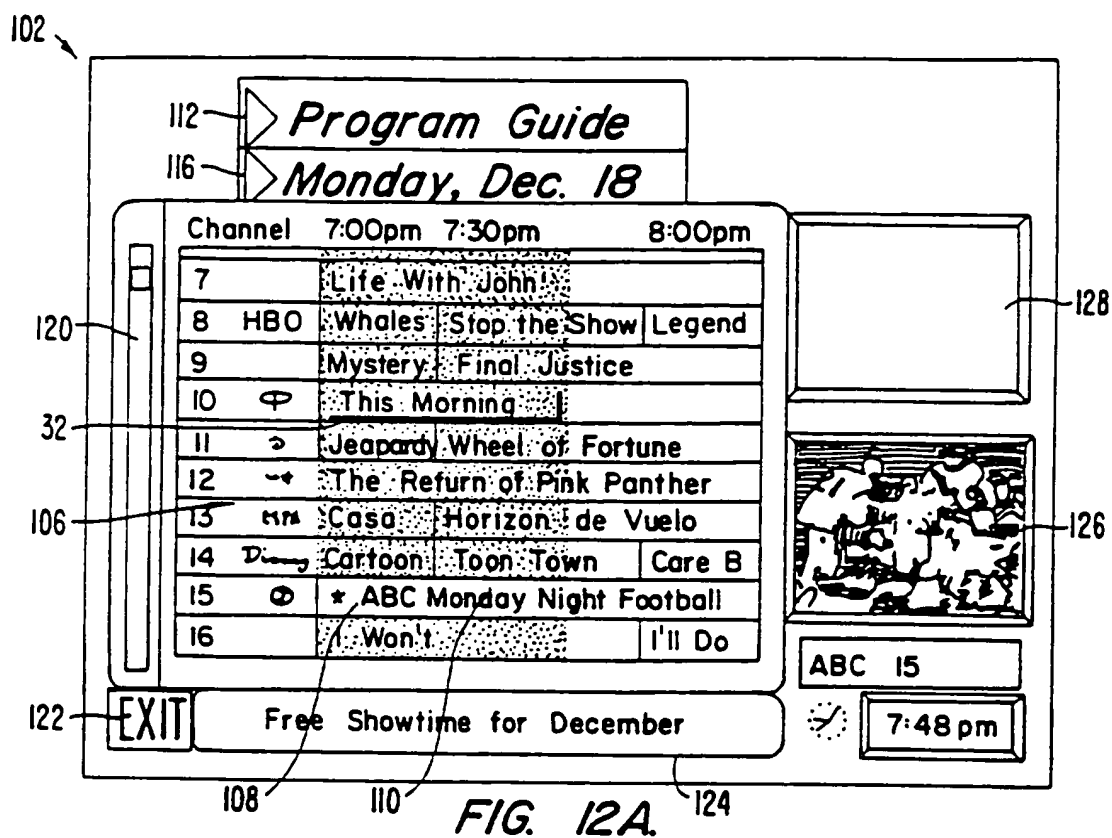 102
112
Program Guide
116
Monday, Dec. 18
Channel 7:00pm 7:30pm 8:00pm
7 Life With John
120
8 HBO Whales Stop the Show Legend
128
9 Mystery Final Justice
10 This Morning
32
11 Jeapardy Wheel of Fortune
12 The Return of Pink Panther
106
13 Casa Horizon de Vuelo
126
14 Disney Cartoon Toon Town Care B
15 * ABC Monday Night Football
16 I Won't I'll Do
ABC 15
122 EXIT Free Showtime for December
7:48 pm
108 110 124
FIG. 12A.